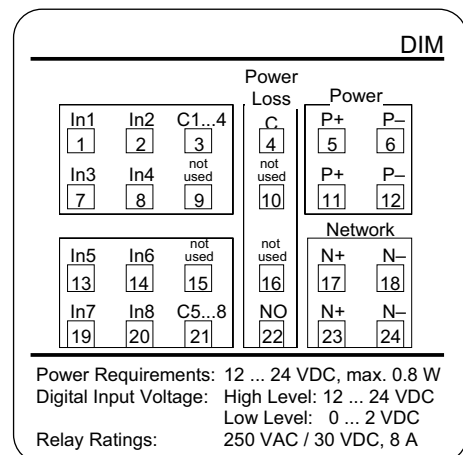 DIM
Power
Loss Power
In1 In2 C1...4 C P+ P–
1 2 3 4 5 6
In3 In4 not used not used P+ P–
7 8 9 10 11 12
Network
In5 In6 not used not used N+ N–
13 14 15 16 17 18
In7 In8 C5...8 NO N+ N–
19 20 21 22 23 24
Power Requirements: 12 ... 24 VDC, max. 0.8 W
Digital Input Voltage: High Level: 12 ... 24 VDC
Low Level: 0 ... 2 VDC
Relay Ratings: 250 VAC / 30 VDC, 8 A